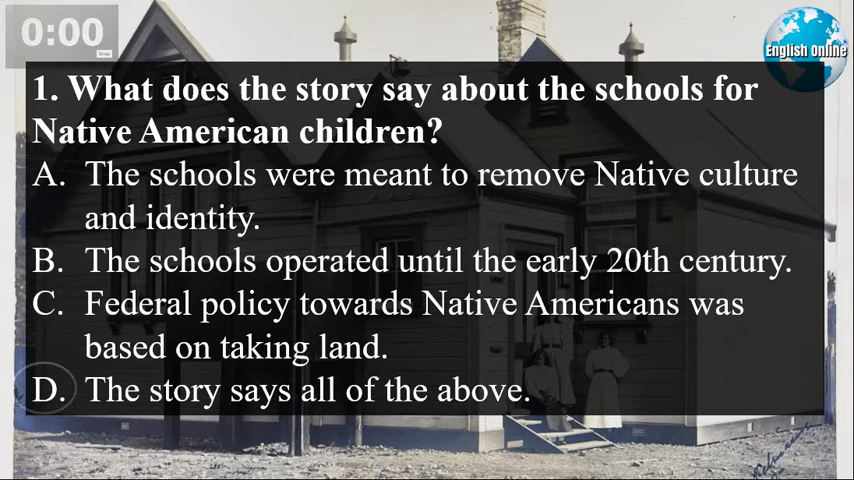 0:00
English Online
1. What does the story say about the schools for
Native American children?
A. The schools were meant to remove Native culture
and identity.
B. The schools operated until the early 20th century.
C. Federal policy towards Native Americans was
based on taking land.
D. The story says all of the above.